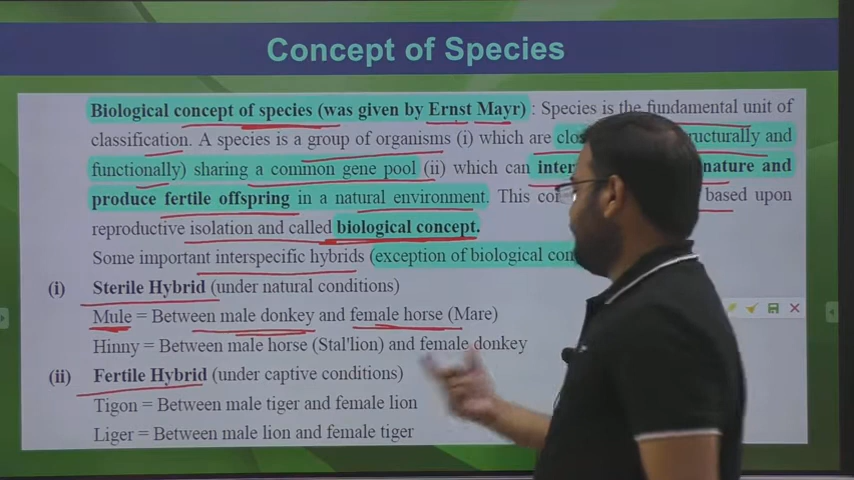 Concept of Species
Biological concept of species (was given by Ernst Mayr) : Species is the fundamental unit of
classification. A species is a group of organisms (i) which are and
functionally) sharing a common gene pool (ii) which can nature and
produce fertile offspring in a natural environment. This based upon
reproductive isolation and called biological concept.
Some important interspecific hybrids (exception of biological
(i) Sterile Hybrid (under natural conditions)
Mule = Between male donkey and female horse (Mare)
Hinny = Between male horse (Stal'lion) and female donkey
(ii) Fertile Hybrid (under captive conditions)
Tigon = Between male tiger and female lion
Liger = Between male lion and female tiger